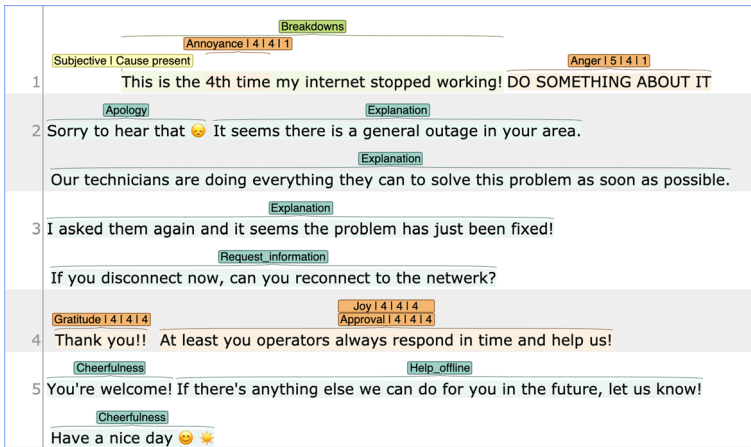 Breakdowns
Annoyance | 4 | 4 | 1
Subjective | Cause present
Anger | 5 | 4 | 1
1 This is the 4th time my internet stopped working! DO SOMETHING ABOUT IT
Apology Explanation
2 Sorry to hear that 😞 It seems there is a general outage in your area.
Explanation
Our technicians are doing everything they can to solve this problem as soon as possible.
Explanation
3 I asked them again and it seems the problem has just been fixed!
Request_information
If you disconnect now, can you reconnect to the netwerk?
Joy | 4 | 4 | 4
Gratitude | 4 | 4 | 4 Approval | 4 | 4 | 4
4 Thank you!! At least you operators always respond in time and help us!
Cheerfulness Help_offline
5 You're welcome! If there's anything else we can do for you in the future, let us know!
Cheerfulness
Have a nice day 😊 ☀️